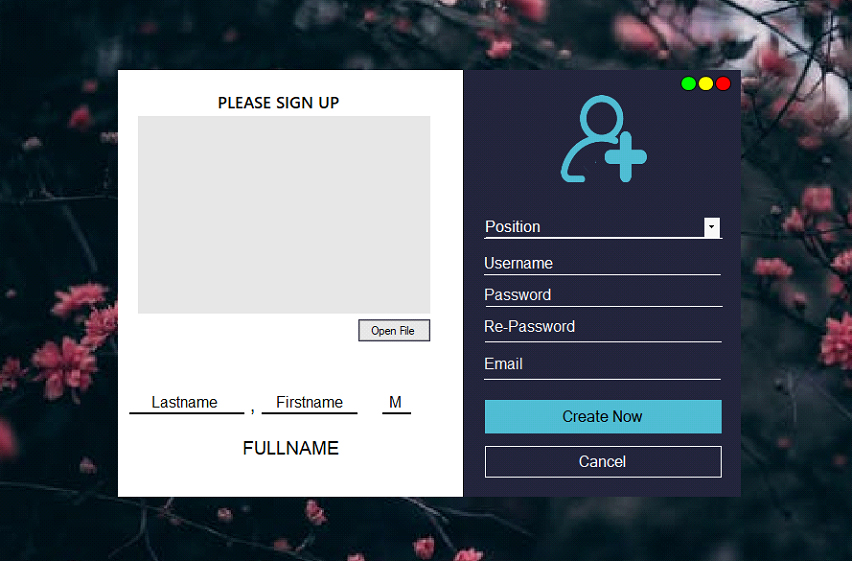 PLEASE SIGN UP
Open File
Lastname , Firstname M
FULLNAME
Position
Username
Password
Re-Password
Email
Create Now
Cancel